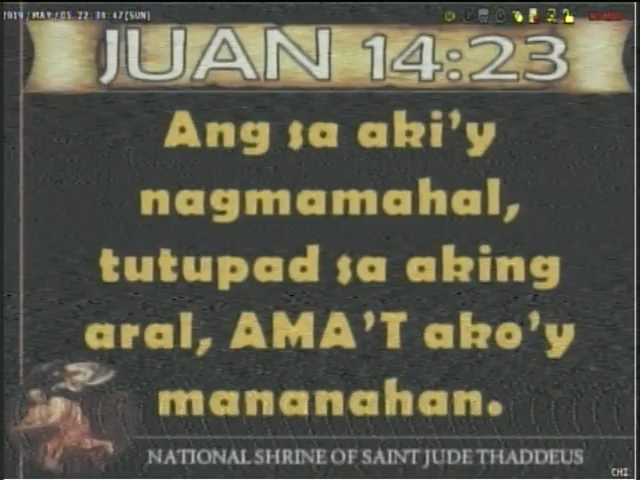 JUAN 14:23
Ang sa aki'y
nagmamahal,
tutupad sa aking
aral, AMA'T ako'y
mananahan.
NATIONAL SHRINE OF SAINT JUDE THADDEUS
CH2